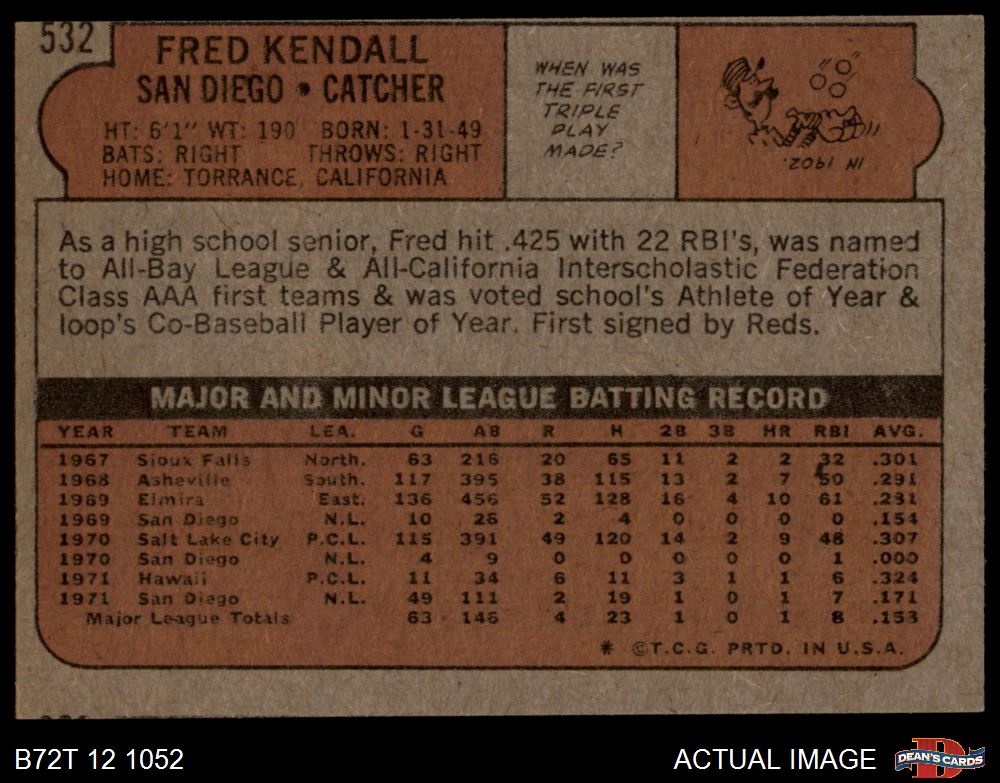 532
FRED KENDALL
SAN DIEGO • CATCHER
HT: 6'1" WT: 190 BORN: 1-31-49
BATS: RIGHT THROWS: RIGHT
HOME: TORRANCE, CALIFORNIA
WHEN WAS
THE FIRST
TRIPLE
PLAY
MADE?
IN 1902.
As a high school senior, Fred hit .425 with 22 RBI's, was named
to All-Bay League & All-California Interscholastic Federation
Class AAA first teams & was voted school's Athlete of Year &
loop's Co-Baseball Player of Year. First signed by Reds.
MAJOR AND MINOR LEAGUE BATTING RECORD
YEAR TEAM LEA. G AB R H 2B 3B HR RBI AVG.
1967 Sioux Falls North. 63 216 20 65 11 2 2 32 .301
1968 Asheville South. 117 395 38 115 13 2 7 50 .291
1969 Elmira East. 136 456 52 128 16 4 10 61 .281
1969 San Diego N.L. 10 26 2 4 0 0 0 0 .154
1970 Salt Lake City P.C.L. 115 391 49 120 14 2 9 48 .307
1970 San Diego N.L. 4 9 0 0 0 0 0 1 .000
1971 Hawaii P.C.L. 11 34 6 11 3 1 1 6 .324
1971 San Diego N.L. 49 111 2 19 1 0 1 7 .171
Major League Totals 63 146 4 23 1 0 1 8 .158
* ©T.C.G. PRTD. IN U.S.A.
B72T 12 1052
ACTUAL IMAGE
D
DEAN'S CARDS